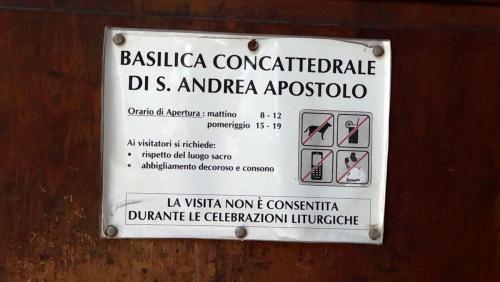 BASILICA CONCATTEDRALE
DI S. ANDREA APOSTOLO
Orario di Apertura : mattino 8 - 12
pomeriggio 15 - 19
Ai visitatori si richiede:
• rispetto del luogo sacro
• abbigliamento decoroso e consono
LA VISITA NON È CONSENTITA
DURANTE LE CELEBRAZIONI LITURGICHE